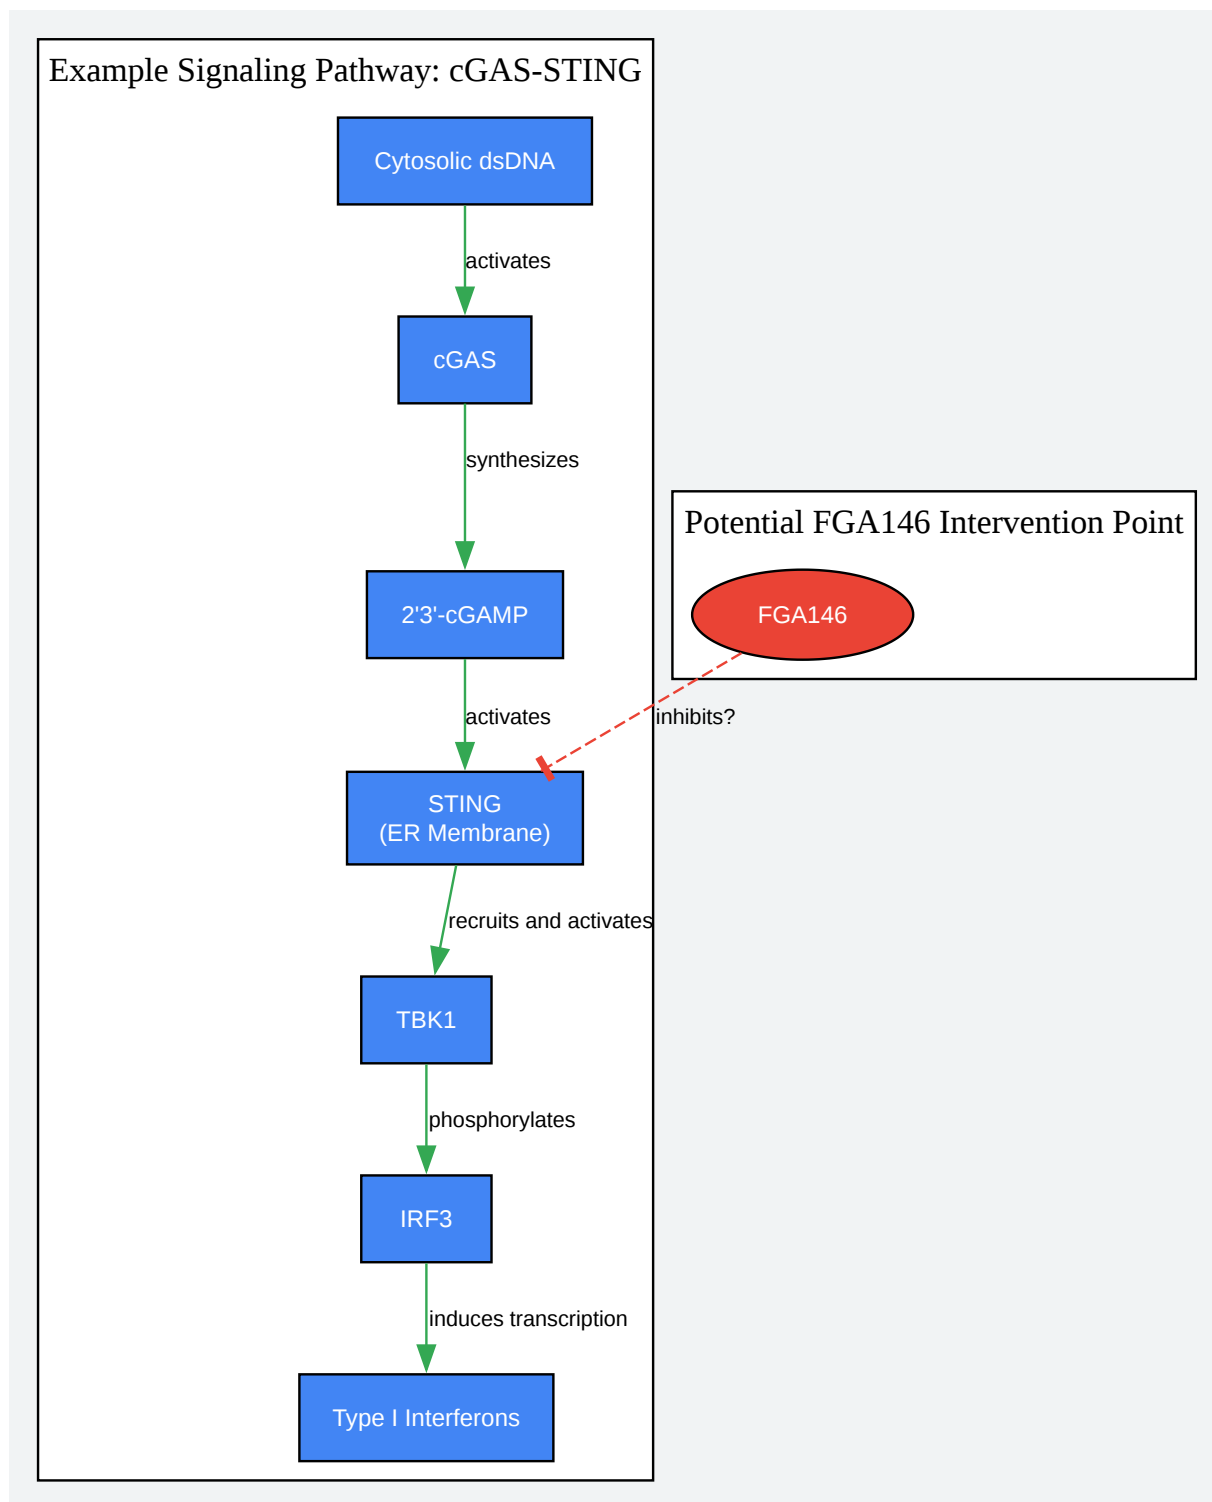 Example Signaling Pathway: cGAS-STING
Cytosolic dsDNA
activates
cGAS
synthesizes
Potential FGA146 Intervention Point
2'3'-cGAMP
FGA146
activates
inhibits?
STING
(ER Membrane)
recruits and activates
TBK1
phosphorylates
IRF3
induces transcription
Type I Interferons